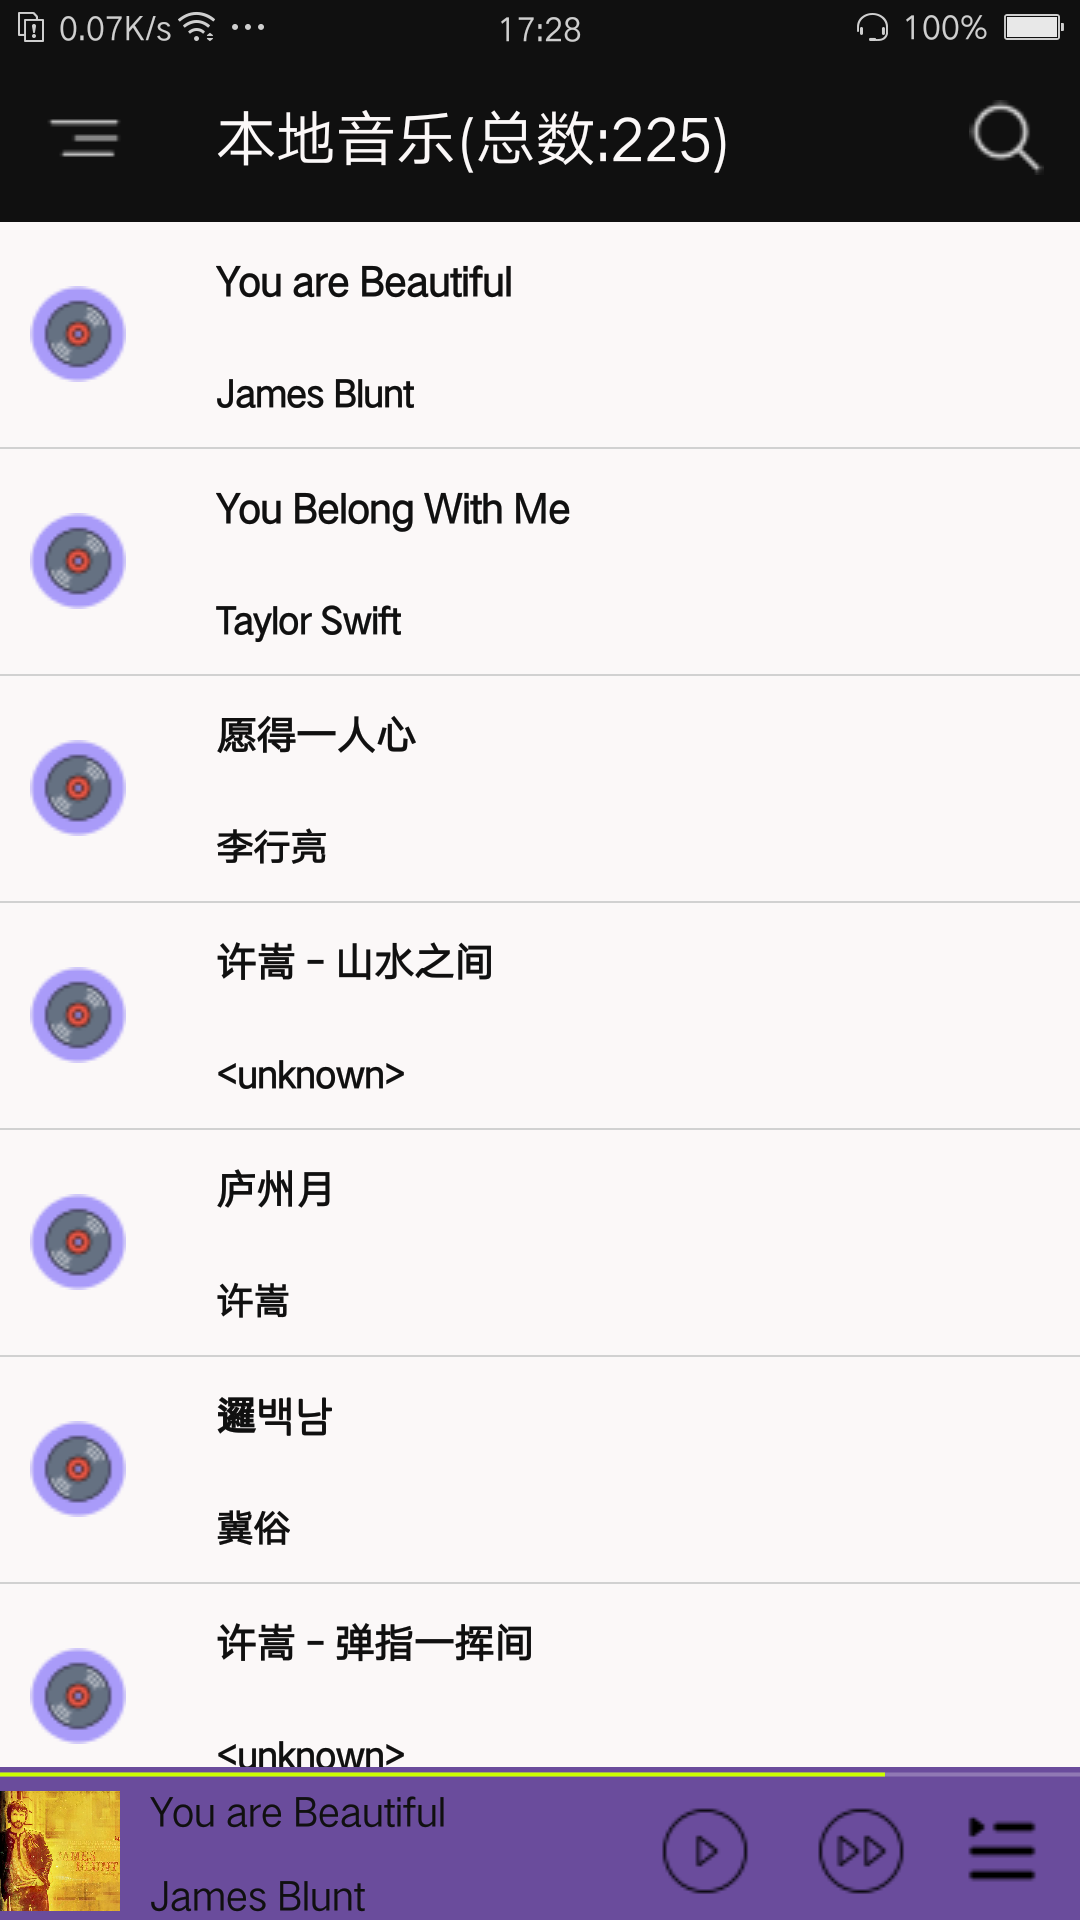 0.07K/s 17:28 100%
本地音乐(总数:225)
You are Beautiful
James Blunt
You Belong With Me
Taylor Swift
愿得一人心
李行亮
许嵩 - 山水之间
<unknown>
庐州月
许嵩
邏백남
冀俗
许嵩 - 弹指一挥间
<unknown>
You are Beautiful
James Blunt
JAMES
BLUNT